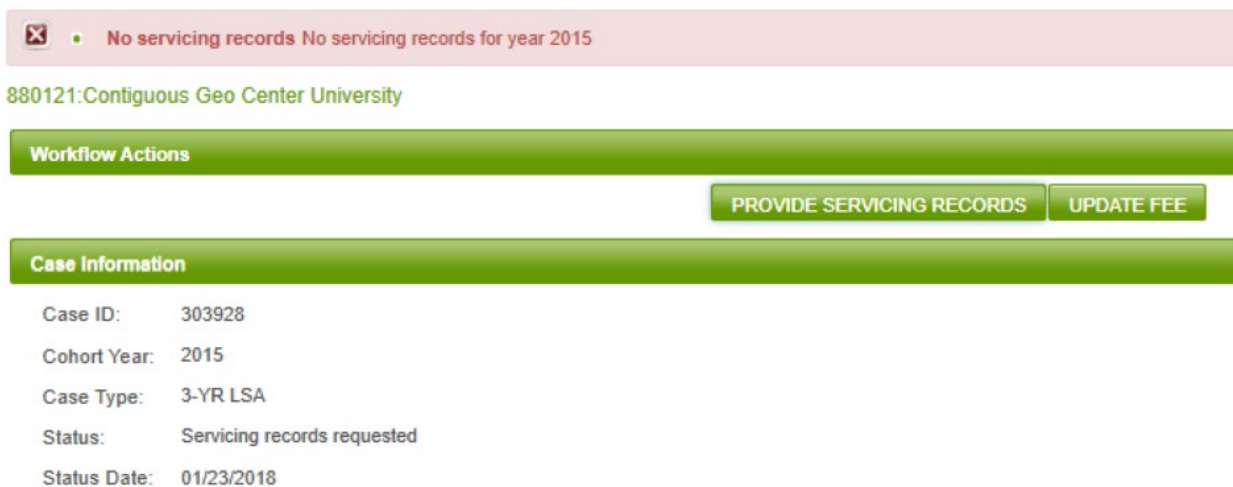 No servicing records No servicing records for year 2015
880121:Contiguous Geo Center University
Workflow Actions
PROVIDE SERVICING RECORDS UPDATE FEE
Case Information
Case ID: 303928
Cohort Year: 2015
Case Type: 3-YR LSA
Status: Servicing records requested
Status Date: 01/23/2018